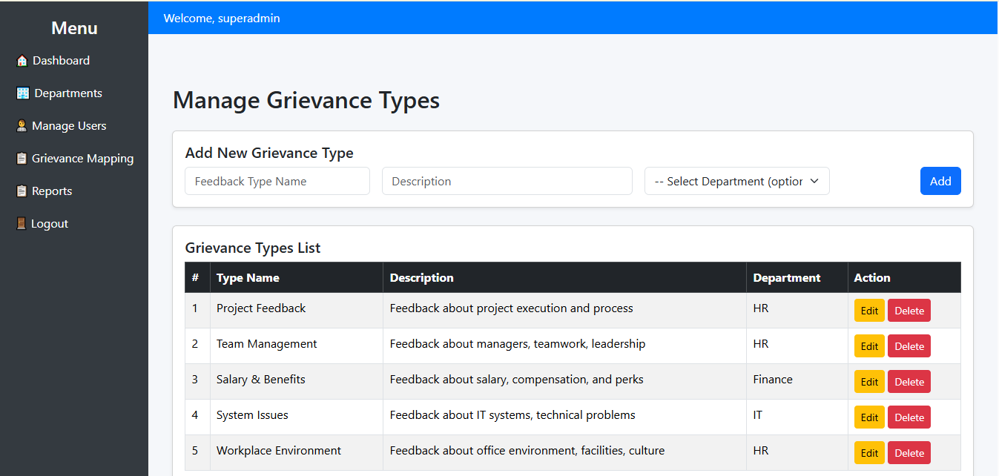 Menu
Welcome, superadmin
Dashboard
Departments
Manage Users
Grievance Mapping
Reports
Logout
Manage Grievance Types
Add New Grievance Type
Feedback Type Name Description -- Select Department (option Add
Grievance Types List
# Type Name Description Department Action
1 Project Feedback Feedback about project execution and process HR Edit Delete
2 Team Management Feedback about managers, teamwork, leadership HR Edit Delete
3 Salary & Benefits Feedback about salary, compensation, and perks Finance Edit Delete
4 System Issues Feedback about IT systems, technical problems IT Edit Delete
5 Workplace Environment Feedback about office environment, facilities, culture HR Edit Delete